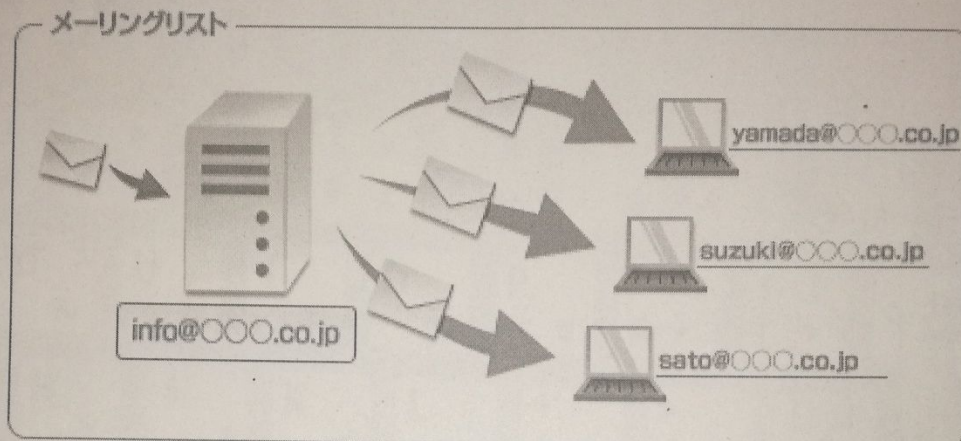 メーリングリスト
yamada@○○○.co.jp
suzuki@○○○.co.jp
info@○○○.co.jp
sato@○○○.co.jp